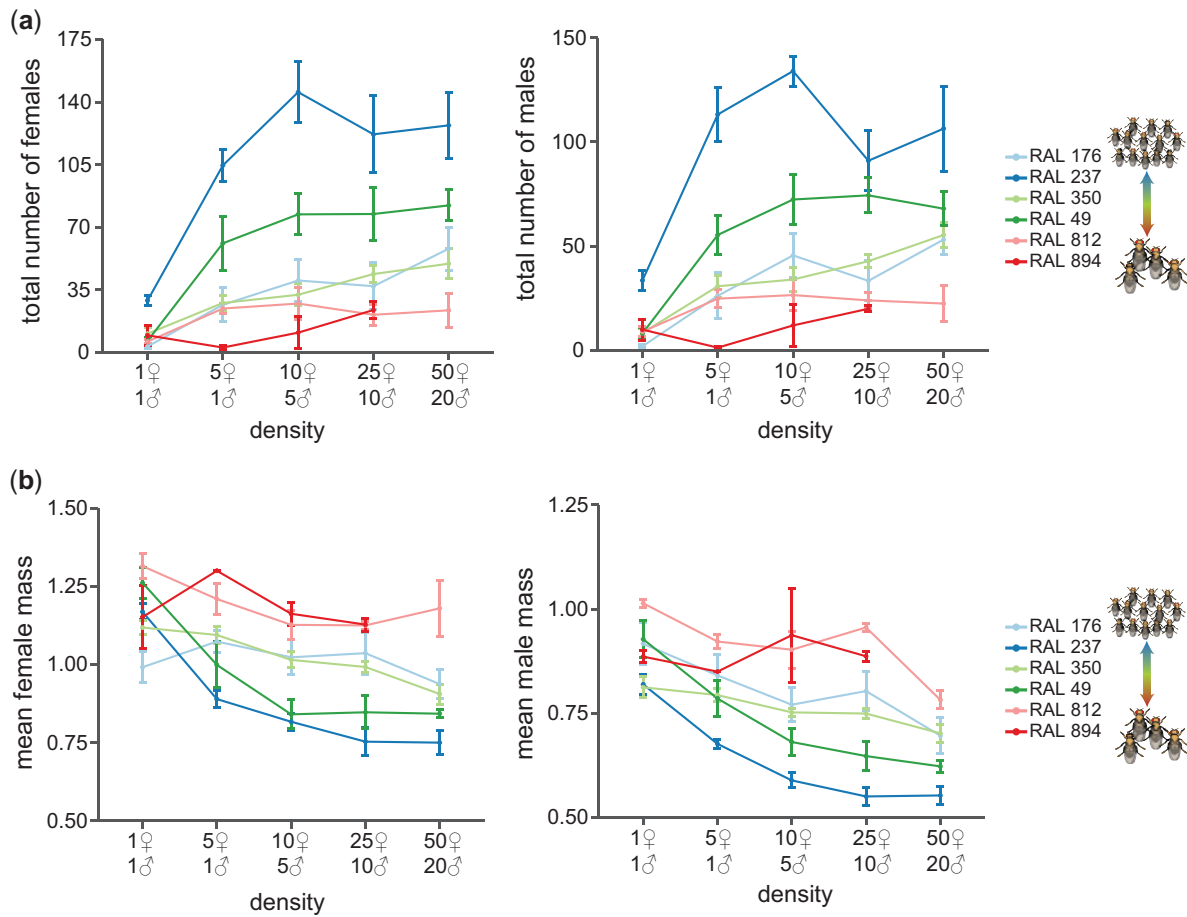 (a)
total number of females
175
140
105
70
35
0
1♀ 5♀ 10♀ 25♀ 50♀
1♂ 1♂ 5♂ 10♂ 20♂
density
total number of males
150
100
50
0
1♀ 5♀ 10♀ 25♀ 50♀
1♂ 1♂ 5♂ 10♂ 20♂
density
RAL 176
RAL 237
RAL 350
RAL 49
RAL 812
RAL 894
(b)
mean female mass
1.50
1.25
1.00
0.75
0.50
1♀ 5♀ 10♀ 25♀ 50♀
1♂ 1♂ 5♂ 10♂ 20♂
density
mean male mass
1.25
1.00
0.75
0.50
1♀ 5♀ 10♀ 25♀ 50♀
1♂ 1♂ 5♂ 10♂ 20♂
density
RAL 176
RAL 237
RAL 350
RAL 49
RAL 812
RAL 894